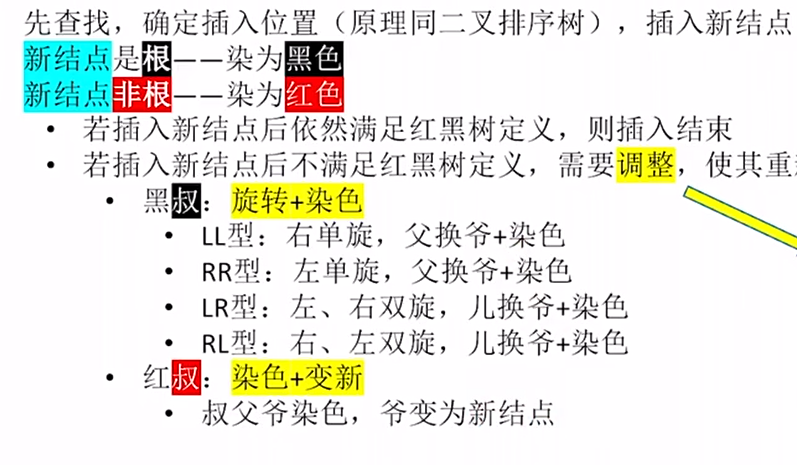 先查找，确定插入位置（原理同二叉排序树），插入新结点
新结点是根——染为黑色
新结点非根——染为红色
• 若插入新结点后依然满足红黑树定义，则插入结束
• 若插入新结点后不满足红黑树定义，需要调整，使其重
• 黑叔：旋转+染色
• LL型：右单旋，父换爷+染色
• RR型：左单旋，父换爷+染色
• LR型：左、右双旋，儿换爷+染色
• RL型：右、左双旋，儿换爷+染色
• 红叔：染色+变新
• 叔父爷染色，爷变为新结点